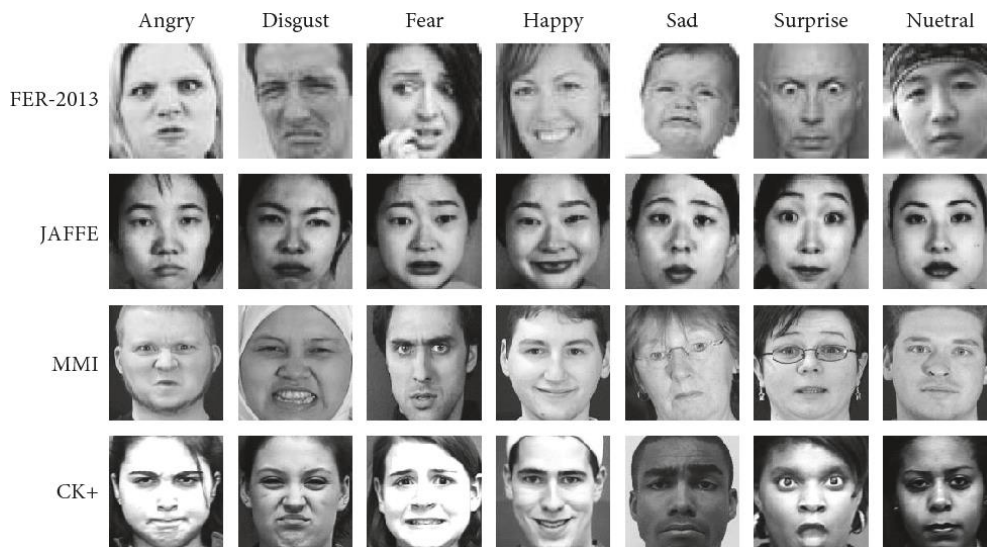 Angry Disgust Fear Happy Sad Surprise Nuetral
FER-2013
JAFFE
MMI
CK+